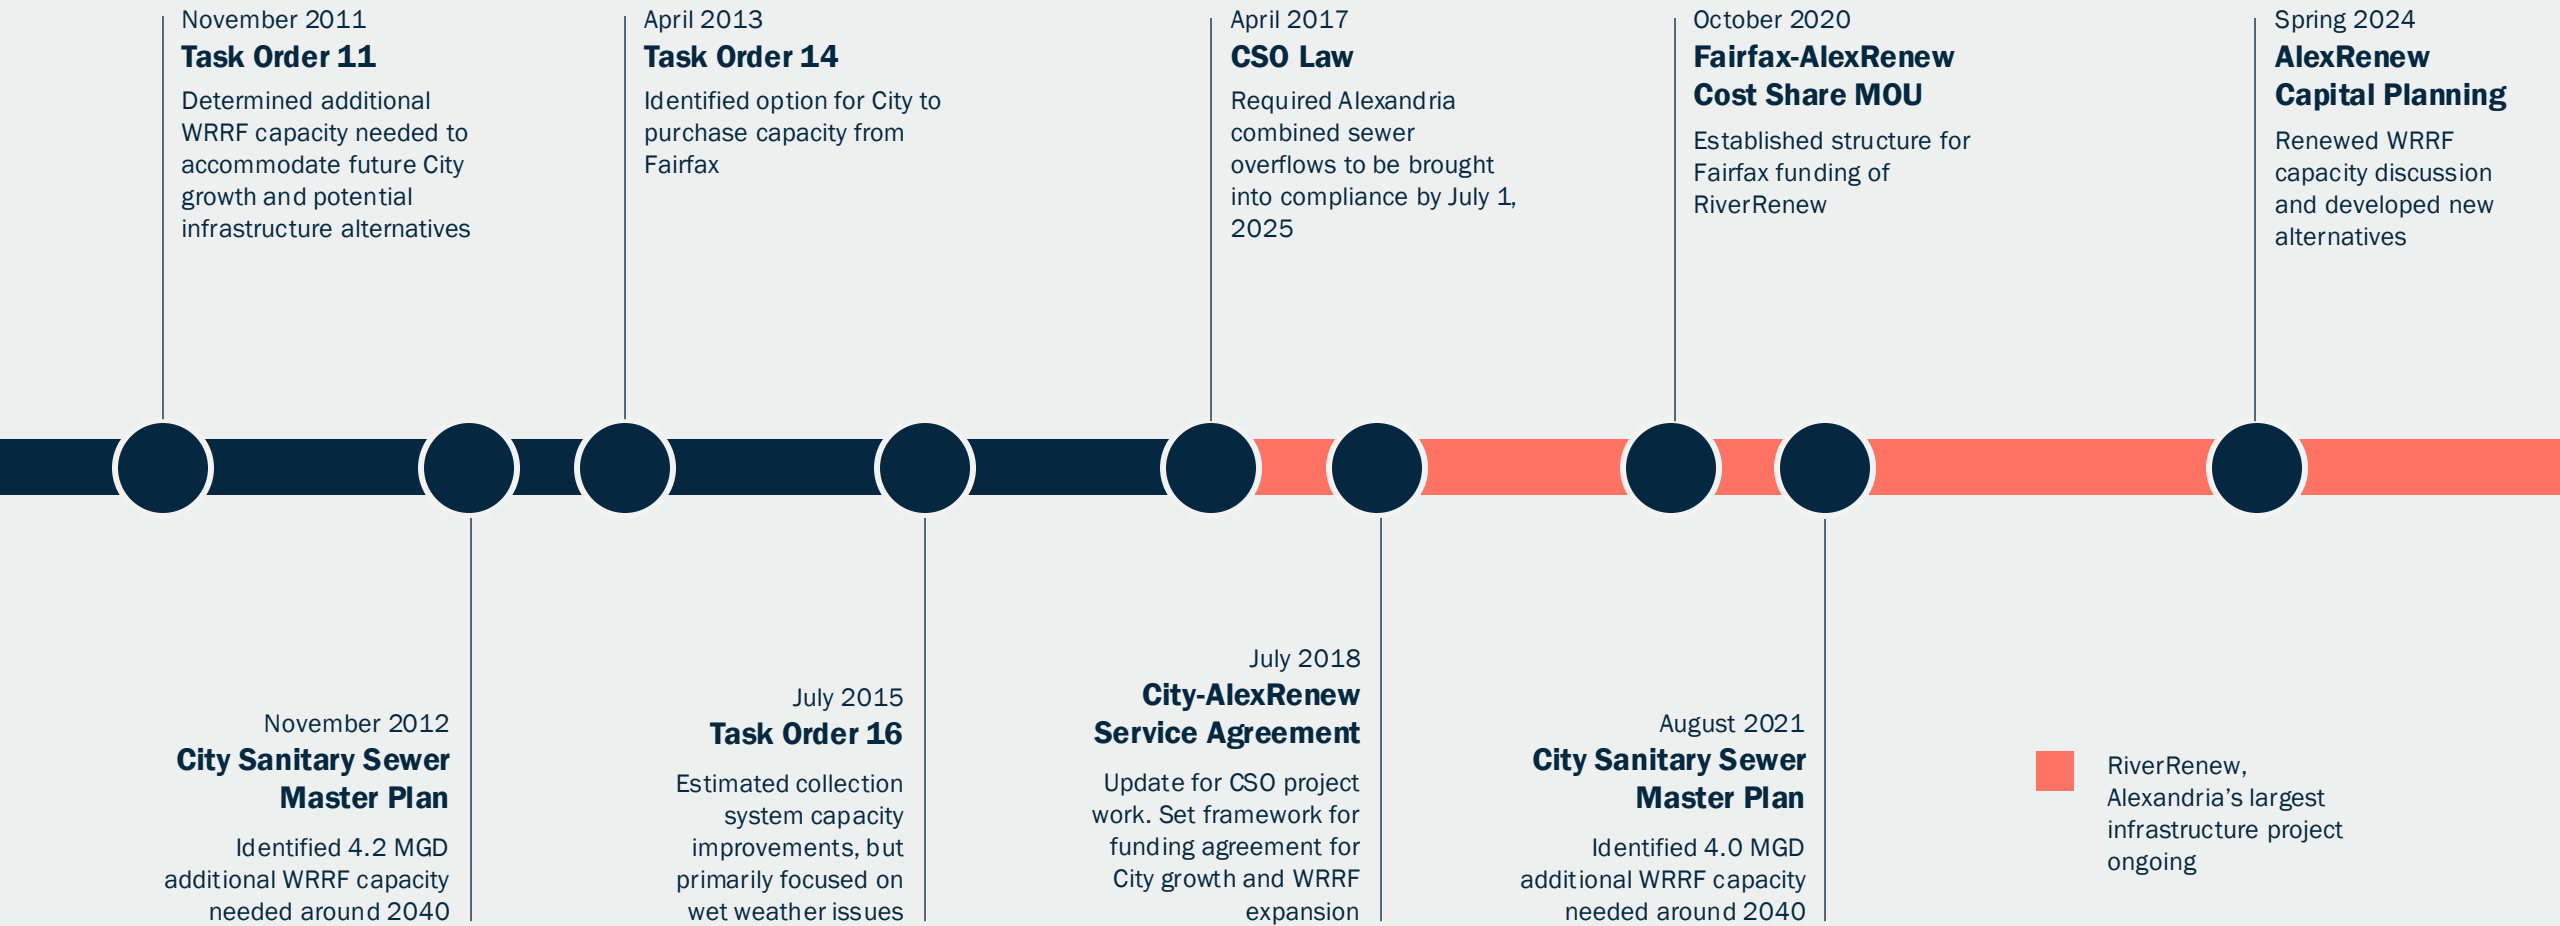 November 2011
Task Order 11
Determined additional
WRRF capacity needed to
accommodate future City
growth and potential
infrastructure alternatives
April 2013
Task Order 14
Identified option for City to
purchase capacity from
Fairfax
April 2017
CSO Law
Required Alexandria
combined sewer
overflows to be brought
into compliance by July 1,
2025
October 2020
Fairfax-AlexRenew
Cost Share MOU
Established structure for
Fairfax funding of
RiverRenew
Spring 2024
AlexRenew
Capital Planning
Renewed WRRF
capacity discussion
and developed new
alternatives
November 2012
City Sanitary Sewer
Master Plan
Identified 4.2 MGD
additional WRRF capacity
needed around 2040
July 2015
Task Order 16
Estimated collection
system capacity
improvements, but
primarily focused on
wet weather issues
July 2018
City-AlexRenew
Service Agreement
Update for CSO project
work. Set framework for
funding agreement for
City growth and WRRF
expansion
August 2021
City Sanitary Sewer
Master Plan
Identified 4.0 MGD
additional WRRF capacity
needed around 2040
RiverRenew,
Alexandria’s largest
infrastructure project
ongoing